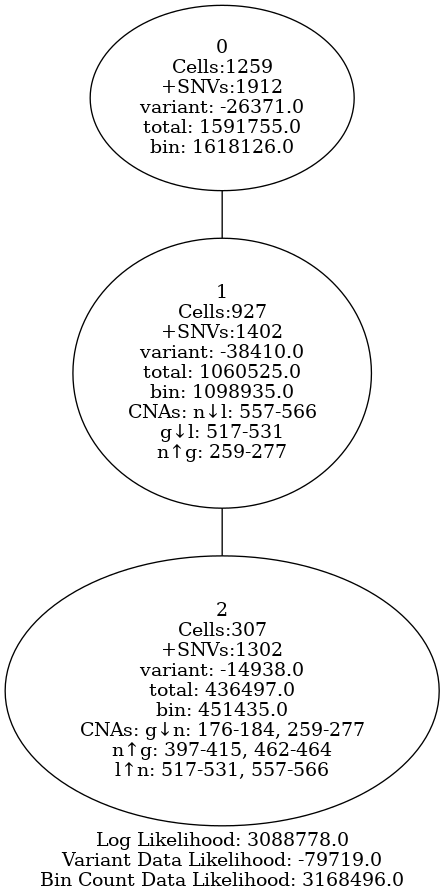 0
Cells:1259
+SNVs:1912
variant: -26371.0
total: 1591755.0
bin: 1618126.0
1
Cells:927
+SNVs:1402
variant: -38410.0
total: 1060525.0
bin: 1098935.0
CNAs: n↓l: 557-566
g↓l: 517-531
n↑g: 259-277
2
Cells:307
+SNVs:1302
variant: -14938.0
total: 436497.0
bin: 451435.0
CNAs: g↓n: 176-184, 259-277
n↑g: 397-415, 462-464
l↑n: 517-531, 557-566
Log Likelihood: 3088778.0
Variant Data Likelihood: -79719.0
Bin Count Data Likelihood: 3168496.0